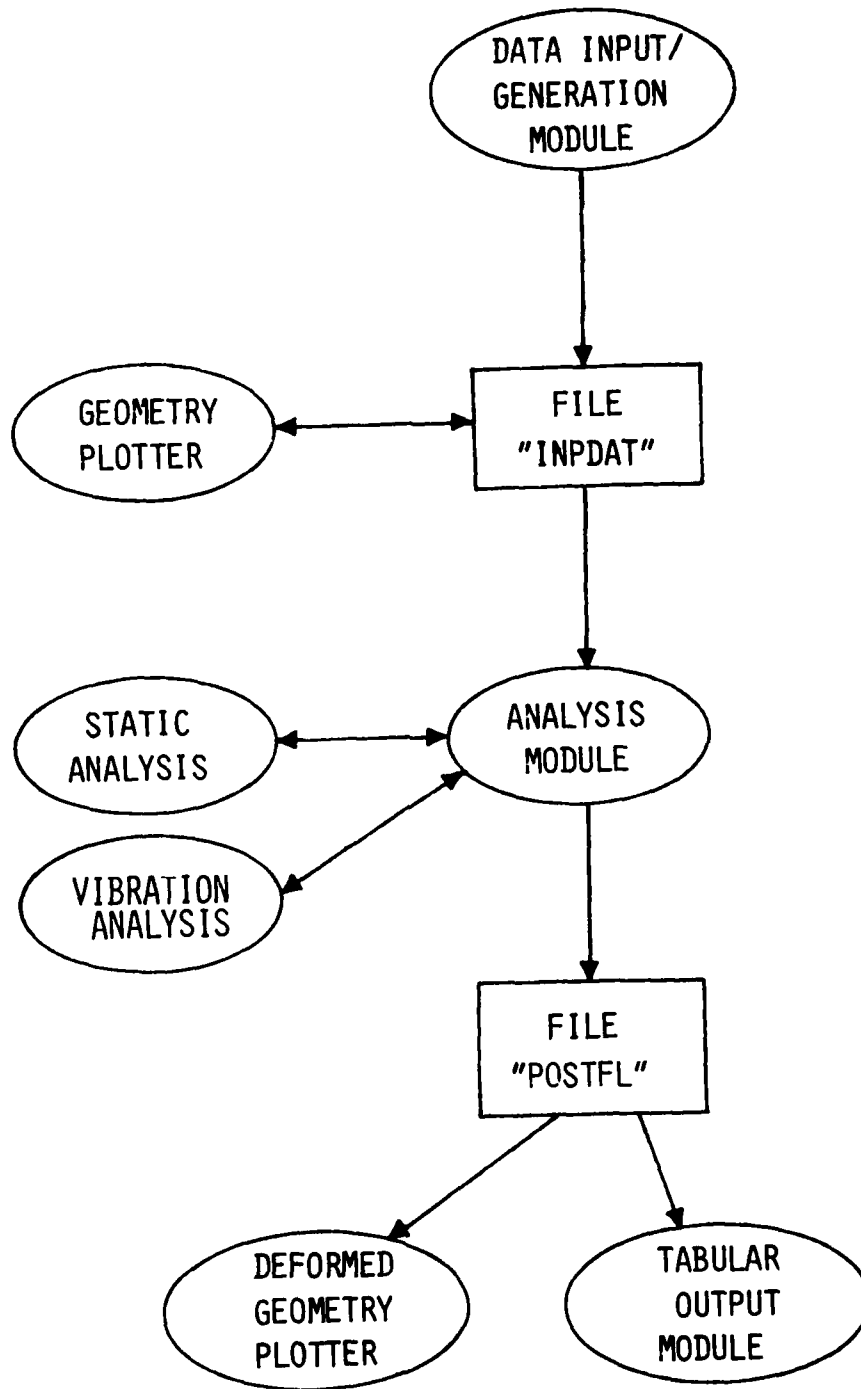 DATA INPUT/
GENERATION
MODULE
GEOMETRY
PLOTTER
FILE
"INPDAT"
STATIC
ANALYSIS
ANALYSIS
MODULE
VIBRATION
ANALYSIS
FILE
"POSTFL"
DEFORMED
GEOMETRY
PLOTTER
TABULAR
OUTPUT
MODULE